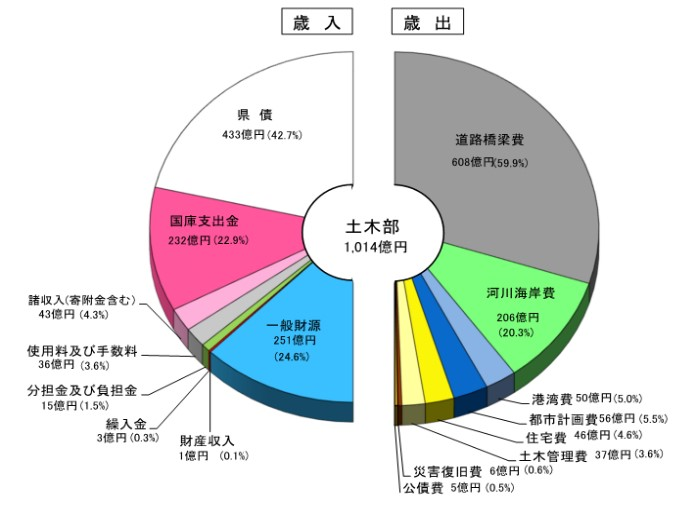 歳 入
歳 出
県 債
433億円(42.7%)
道路橋梁費
608億円(59.9%)
国庫支出金
232億円(22.9%)
土木部
1,014億円
諸収入(寄附金含む)
43億円(4.3%)
使用料及び手数料
36億円(3.6%)
分担金及び負担金
15億円(1.5%)
繰入金
3億円(0.3%)
財産収入
1億円 (0.1%)
一般財源
251億円
(24.6%)
河川海岸費
206億円
(20.3%)
港湾費 50億円(5.0%)
都市計画費56億円(5.5%)
住宅費 46億円(4.6%)
土木管理費 37億円(3.6%)
災害復旧費 6億円(0.6%)
公債費 5億円(0.5%)